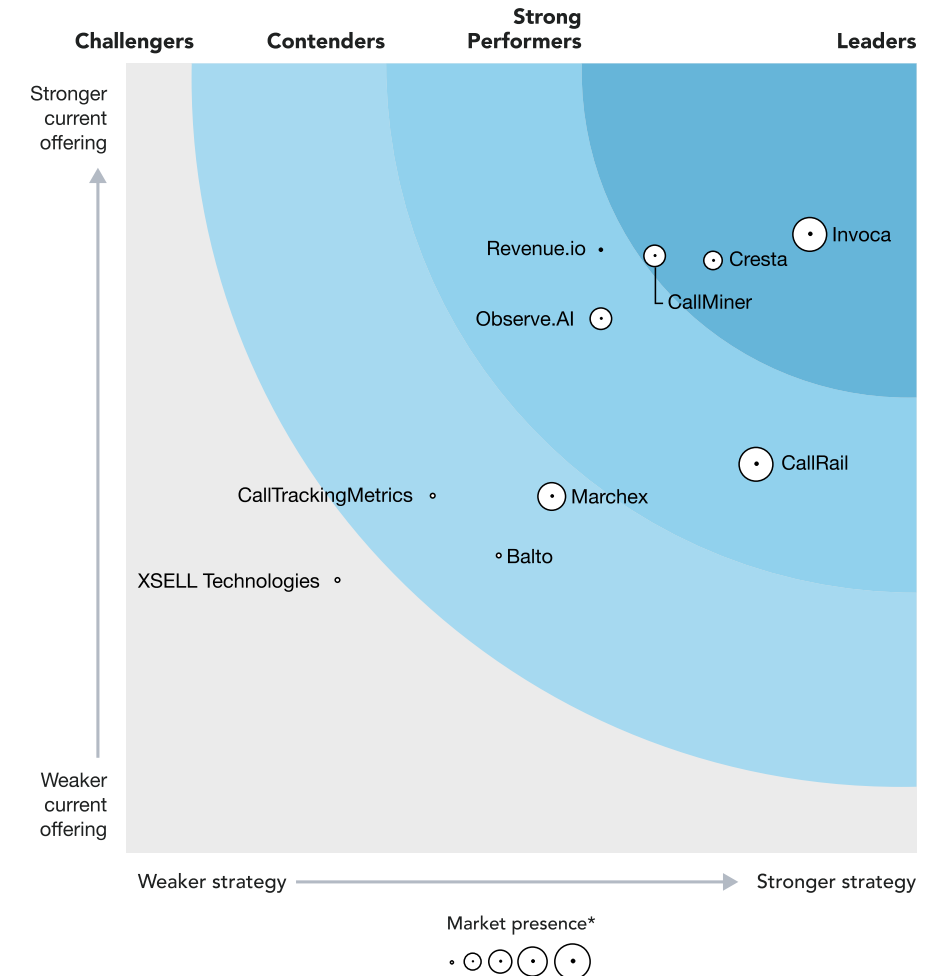 Strong
Challengers Contenders Performers Leaders
Stronger
current
offering
Invoca
Revenue.io
Cresta
CallMiner
Observe.AI
CallRail
CallTrackingMetrics
Marchex
Balto
XSELL Technologies
Weaker
current
offering
Weaker strategy
Stronger strategy
Market presence*